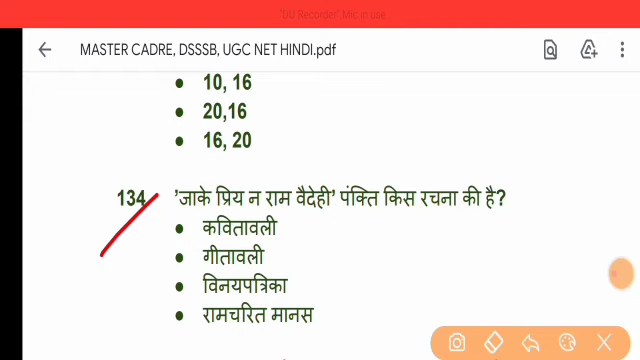 "DU Recorder" Mic in use
MASTER CADRE, DSSSB, UGC NET HINDI.pdf
• 10, 16
• 20,16
• 16, 20
134 'जाके प्रिय न राम वैदेही' पंक्ति किस रचना की है?
• कवितावली
• गीतावली
• विनयपत्रिका
• रामचरित मानस